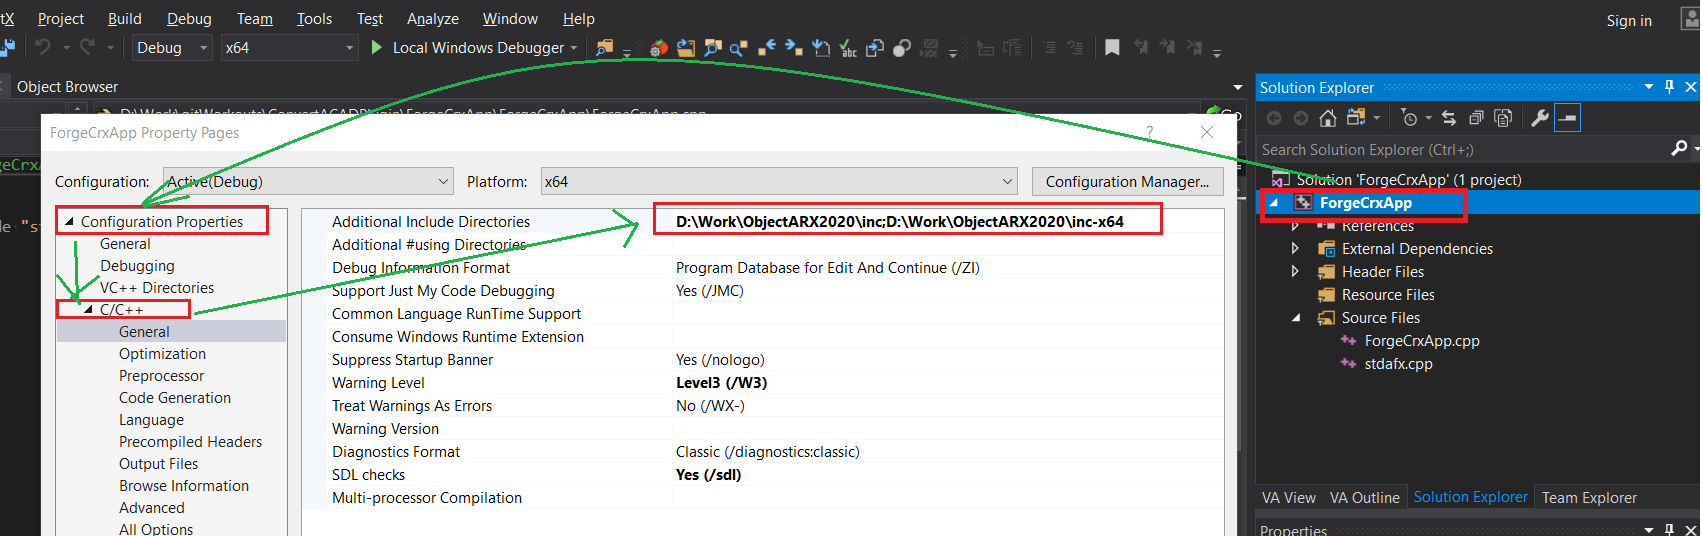 tX Project Build Debug Team Tools Test Analyze Window Help
Sign in
Debug x64 Local Windows Debugger
abc
Object Browser
Solution Explorer
D:\Work\gitWorkouts\ConvertACADPlugin\ForgeCrxApp\ForgeCrxApp\ForgeCrxApp.cpp
Go
ForgeCrxApp Property Pages
?
Search Solution Explorer (Ctrl+;)
geCrx
Configuration: Active(Debug) Platform: x64 Configuration Manager...
Solution 'ForgeCrxApp' (1 project)
ForgeCrxApp
References
External Dependencies
Header Files
Resource Files
Source Files
ForgeCrxApp.cpp
stdafx.cpp
de "s
Configuration Properties
General
Debugging
VC++ Directories
C/C++
General
Optimization
Preprocessor
Code Generation
Language
Precompiled Headers
Output Files
Browse Information
Advanced
All Options
Additional Include Directories D:\Work\ObjectARX2020\inc;D:\Work\ObjectARX2020\inc-x64
Additional #using Directories
Debug Information Format Program Database for Edit And Continue (/ZI)
Support Just My Code Debugging Yes (/JMC)
Common Language RunTime Support
Consume Windows Runtime Extension
Suppress Startup Banner Yes (/nologo)
Warning Level Level3 (/W3)
Treat Warnings As Errors No (/WX-)
Warning Version
Diagnostics Format Classic (/diagnostics:classic)
SDL checks Yes (/sdl)
Multi-processor Compilation
VA View VA Outline Solution Explorer Team Explorer
Properties